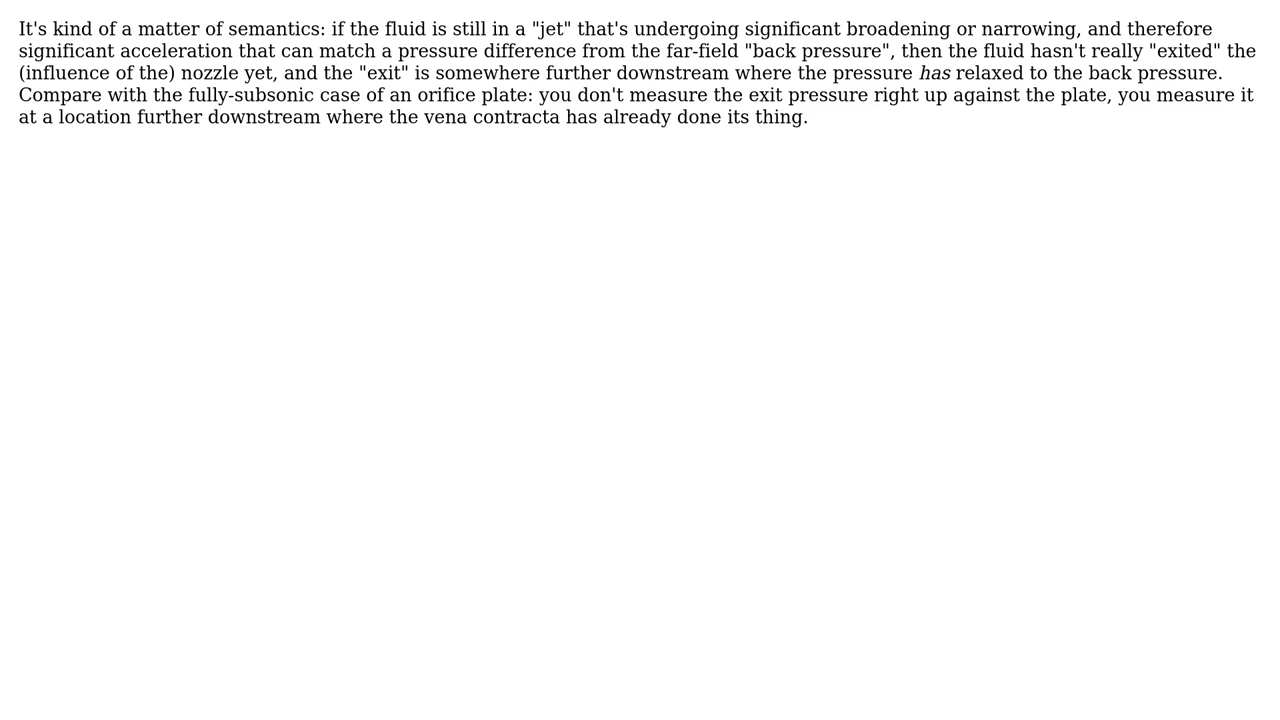 It's kind of a matter of semantics: if the fluid is still in a "jet" that's undergoing significant broadening or narrowing, and therefore
significant acceleration that can match a pressure difference from the far-field "back pressure", then the fluid hasn't really "exited" the
(influence of the) nozzle yet, and the "exit" is somewhere further downstream where the pressure has relaxed to the back pressure.
Compare with the fully-subsonic case of an orifice plate: you don't measure the exit pressure right up against the plate, you measure it
at a location further downstream where the vena contracta has already done its thing.